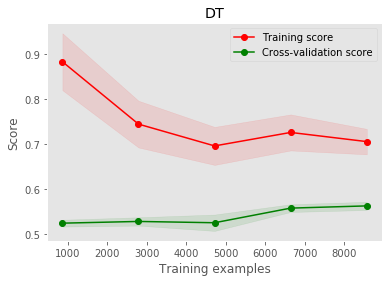 DT
Training score
Cross-validation score
0.9
0.8
0.7
0.6
0.5
Score
1000 2000 3000 4000 5000 6000 7000 8000
Training examples